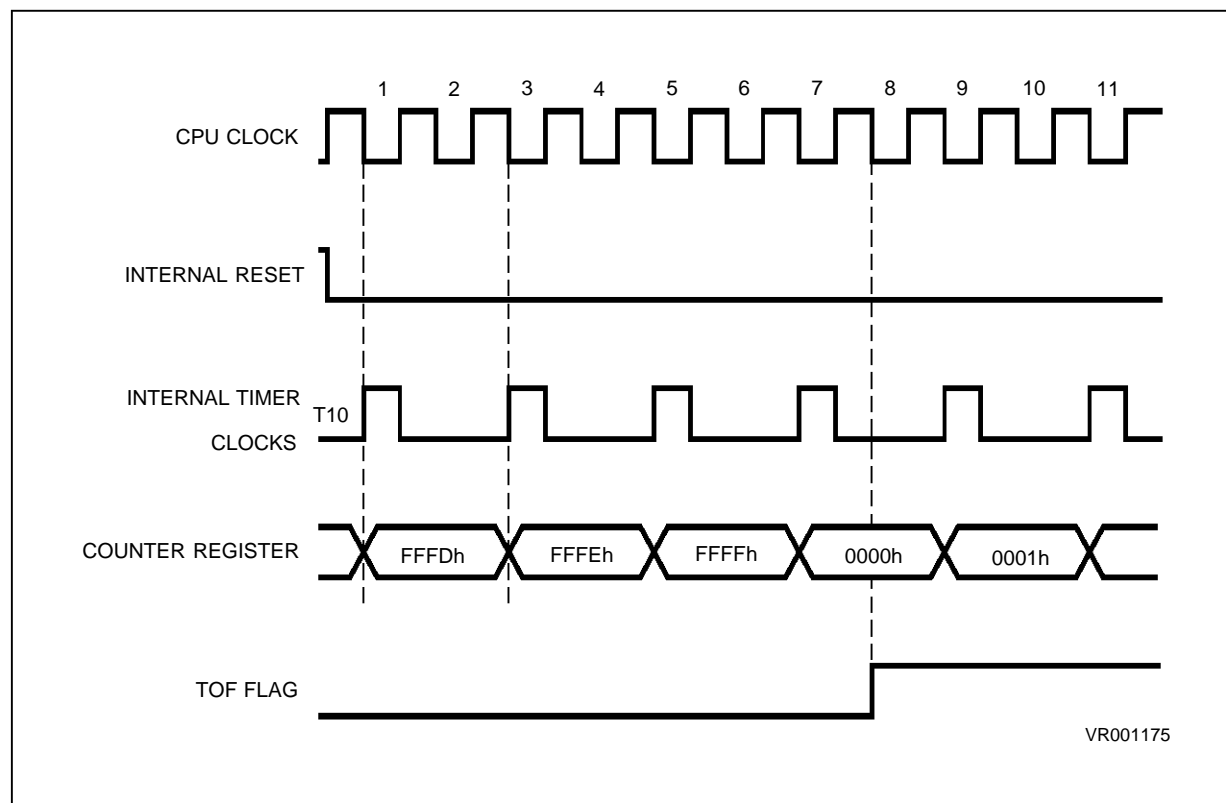 1 2 3 4 5 6 7 8 9 10 11
CPU CLOCK
INTERNAL RESET
INTERNAL TIMER
T10
CLOCKS
COUNTER REGISTER FFFDh FFFEh FFFFh 0000h 0001h
TOF FLAG
VR001175